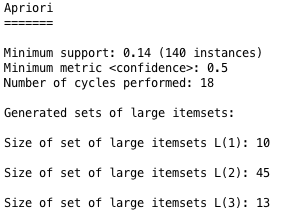 Apriori
=======
Minimum support: 0.14 (140 instances)
Minimum metric <confidence>: 0.5
Number of cycles performed: 18
Generated sets of large itemsets:
Size of set of large itemsets L(1): 10
Size of set of large itemsets L(2): 45
Size of set of large itemsets L(3): 13